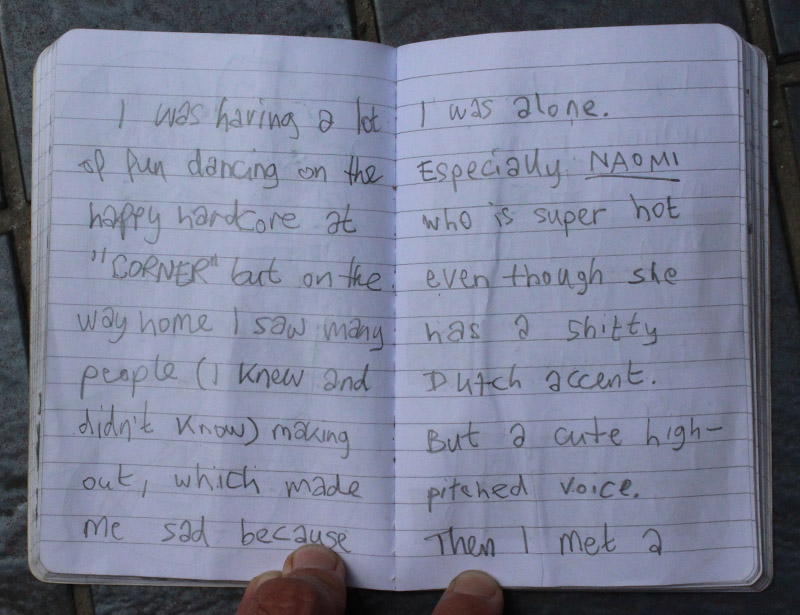 I was having a lot
of fun dancing on the
happy hardcore at
"CORNER" but on the
way home I saw many
people (I knew and
didn't know) making
out, which made
me sad because
I was alone.
Especially NAOMI
who is super hot
even though she
has a shitty
Dutch accent.
But a cute high-
pitched voice.
Then I met a